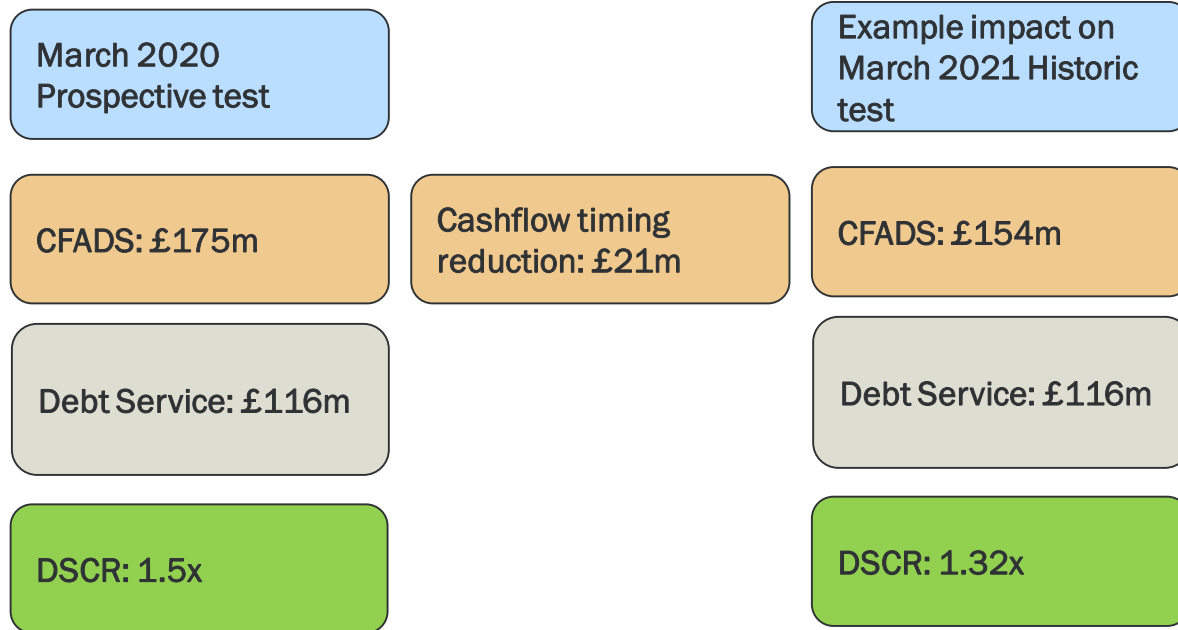 March 2020
Prospective test
Example impact on
March 2021 Historic
test
CFADS: £175m
Cashflow timing
reduction: £21m
CFADS: £154m
Debt Service: £116m
Debt Service: £116m
DSCR: 1.5x
DSCR: 1.32x